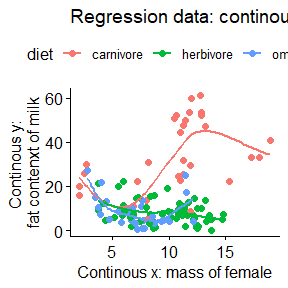 Regression data: continou
diet carnivore herbivore om
Continous y:
fat contenxt of milk
60
40
20
0
5 10 15
Continous x: mass of female